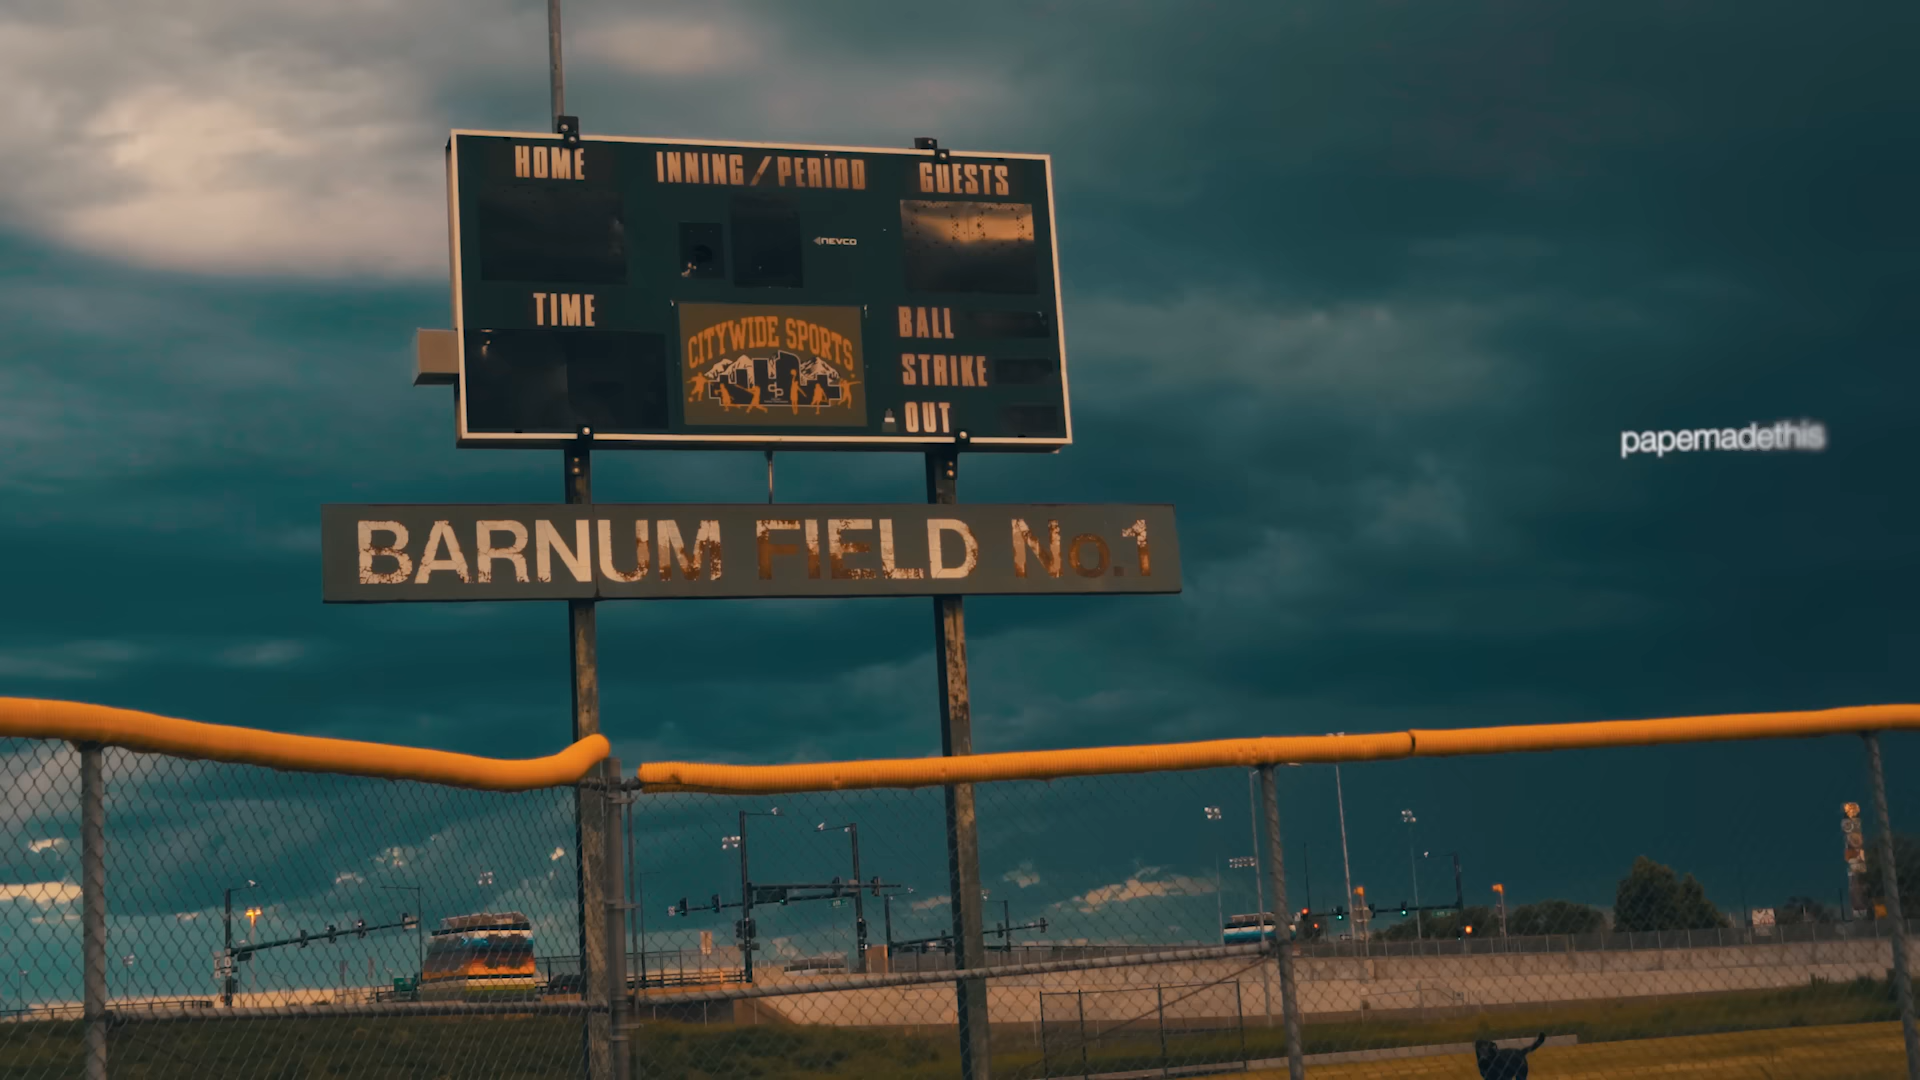 HOME INNING/PERIOD GUESTS
NEVCO
TIME
CITYWIDE SPORTS
BALL
STRIKE
OUT
papemadethis
BARNUM FIELD No.1